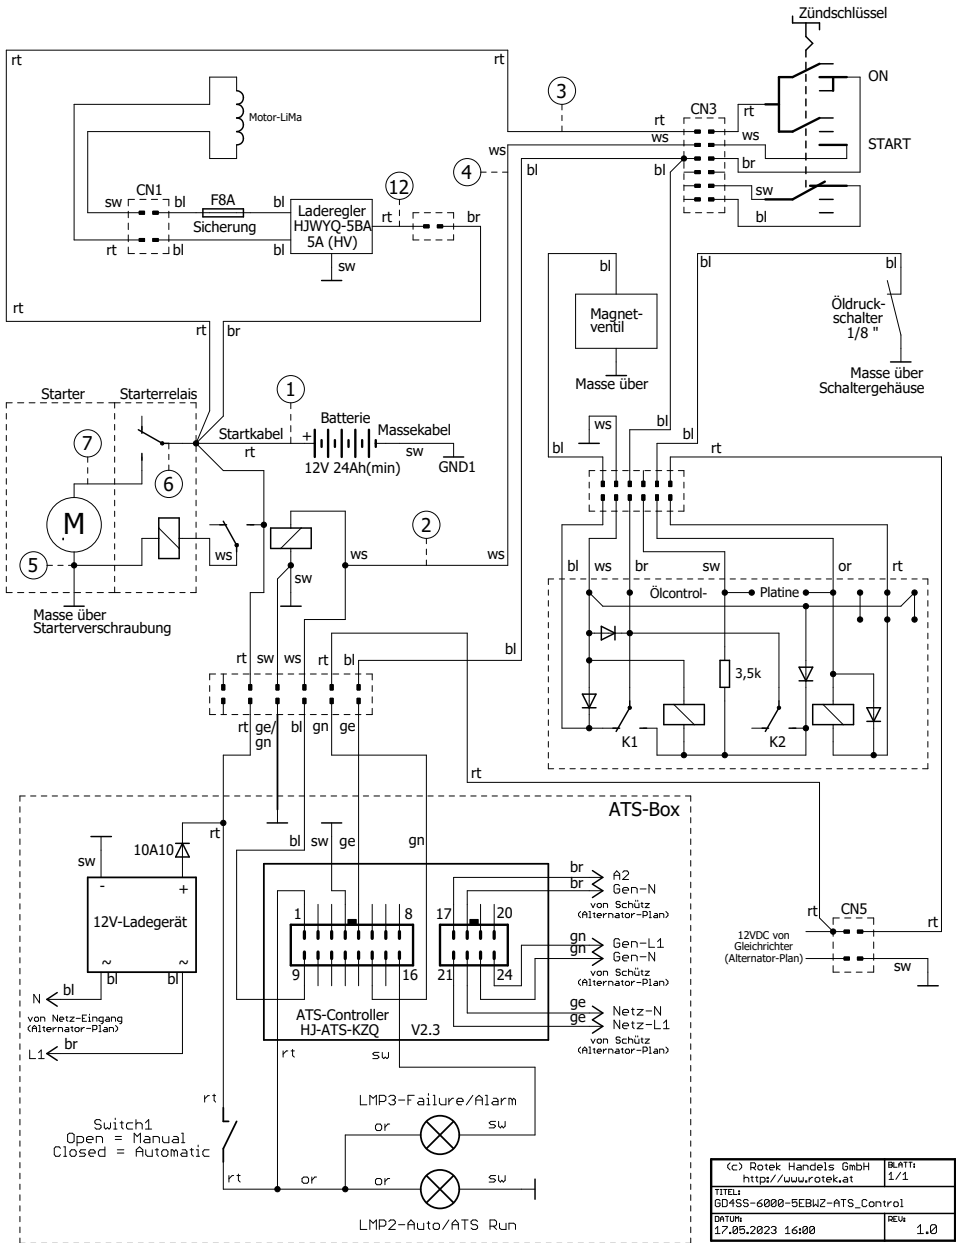 Zündschlüssel
rt
rt
3
ON
CN3
rt
rt
Motor-LiMa
ws
ws
START
ws
4
br
bl
bl
12
CN1
F8A
sw
bl
bl
Laderegler
HJWYQ-5BA
5A (HV)
rt
br
sw
bl
Sicherung
rt
bl
bl
sw
bl
bl
bl
rt
Magnet-
ventil
Öldruck-
schalter
1/8 "
rt
br
Masse über
Masse über
Schaltergehäuse
Starter
Starterrelais
1
Batterie
Startkabel
+
Massekabel
rt
sw
12V 24Ah(min)
GND1
7
6
ws
bl
bl
bl
rt
M
2
ws
ws
ws
5
sw
bl
ws
br
sw
or
rt
Masse über
Starterverschraubung
Ölcontrol-
Platine
rt
sw
ws
rt
bl
bl
3,5k
rt
ge/
gn
bl
gn
ge
K1
K2
rt
ATS-Box
rt
10A10
bl
sw
ge
gn
sw
br
A2
br
Gen-N
von Schütz
(Alternator-Plan)
-
+
1
8
17
20
CN5
12V-Ladegerät
rt
rt
12VDC von
Gleichrichter
(Alternator-Plan)
gn
Gen-L1
gn
Gen-N
von Schütz
(Alternator-Plan)
~
~
9
16
21
24
sw
bl
bl
N
bl
von Netz-Eingang
(Alternator-Plan)
ATS-Controller
HJ-ATS-KZQ
V2.3
ge
Netz-N
ge
Netz-L1
von Schütz
(Alternator-Plan)
L1
br
rt
sw
rt
LMP3-Failure/Alarm
Switch1
Open = Manual
Closed = Automatic
or
sw
rt
or
or
sw
LMP2-Auto/ATS Run
(c) Rotek Handels GmbH
http://www.rotek.at
BLATT:
1/1
TITEL:
GD4SS-6000-5EBWZ-ATS_Control
DATUM:
17.05.2023 16:00
REV:
1.0